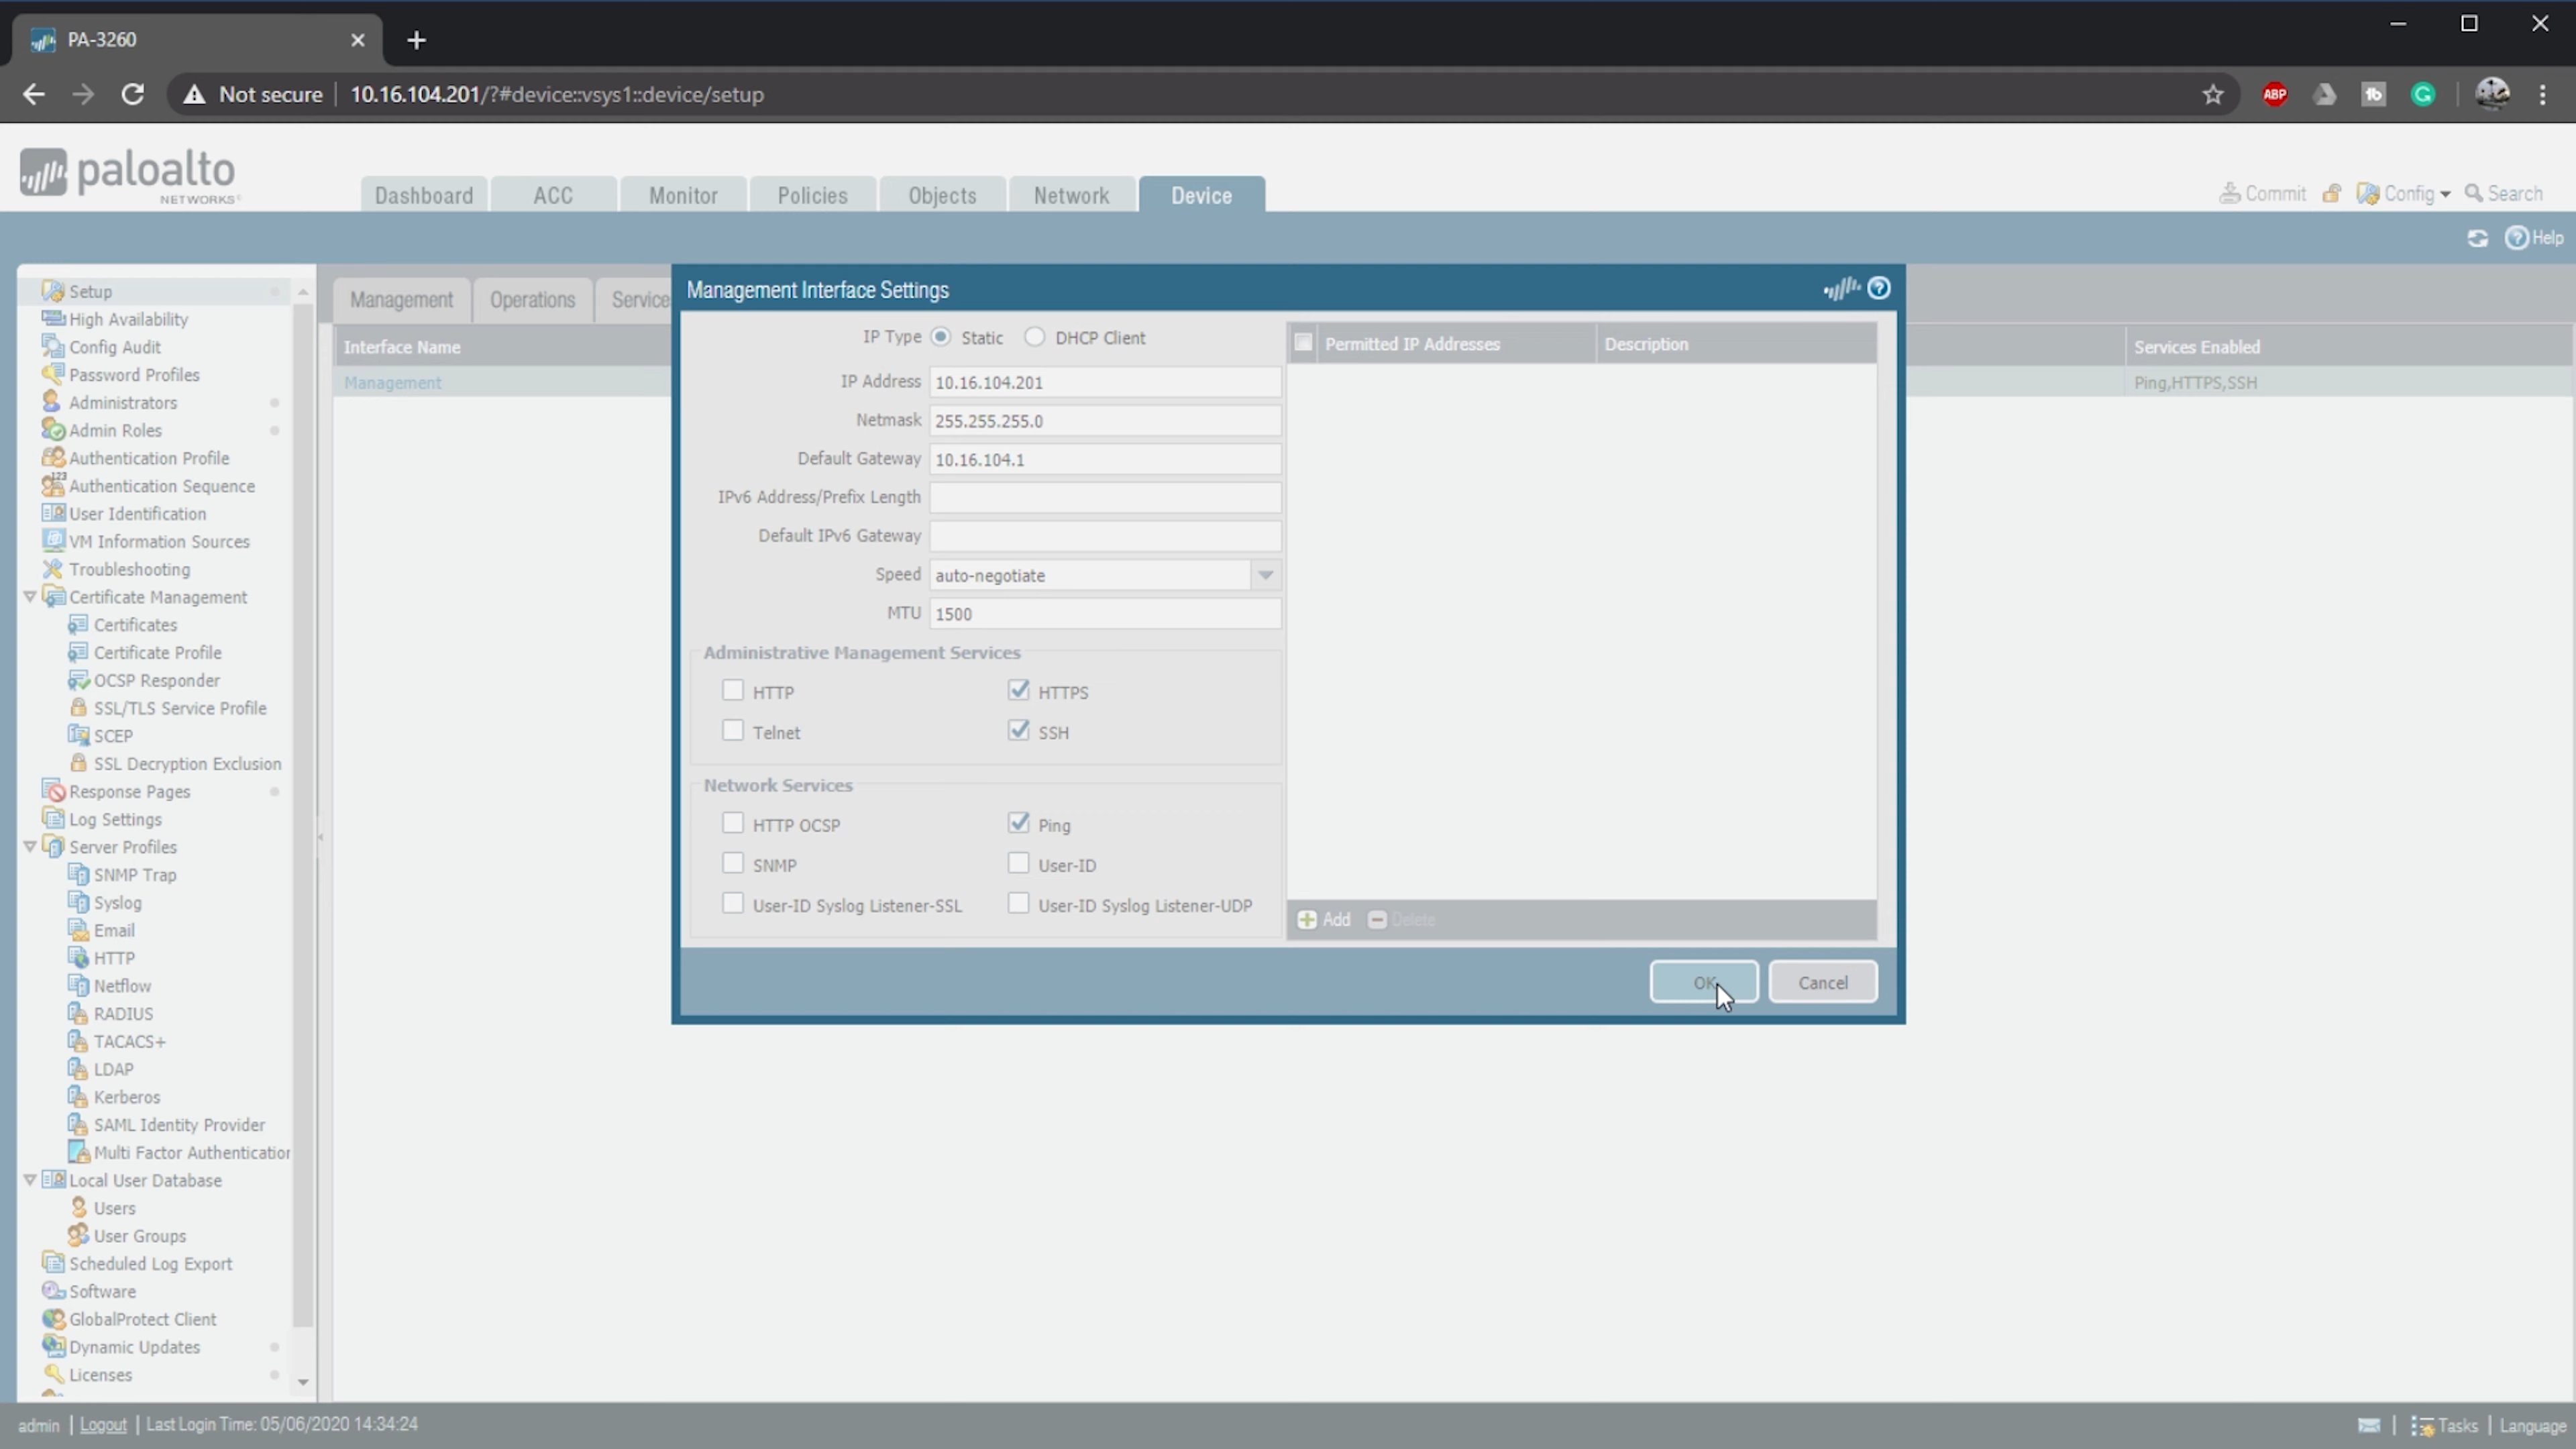 PA-3260
Not secure 10.16.104.201/?#device::vsys1::device/setup
ABP
paloalto
NETWORKS®
Dashboard ACC Monitor Policies Objects Network Device
Commit Config Search
Help
Setup
High Availability
Config Audit
Password Profiles
Administrators
Admin Roles
Authentication Profile
Authentication Sequence
User Identification
VM Information Sources
Troubleshooting
Certificate Management
Certificates
Certificate Profile
OCSP Responder
SSL/TLS Service Profile
SCEP
SSL Decryption Exclusion
Response Pages
Log Settings
Server Profiles
SNMP Trap
Syslog
Email
HTTP
Netflow
RADIUS
TACACS+
LDAP
Kerberos
SAML Identity Provider
Multi Factor Authentication
Local User Database
Users
User Groups
Scheduled Log Export
Software
GlobalProtect Client
Dynamic Updates
Licenses
Management Operations Service
Interface Name Services Enabled
Management Ping,HTTPS,SSH
Management Interface Settings
IP Type Static DHCP Client
IP Address 10.16.104.201
Netmask 255.255.255.0
Default Gateway 10.16.104.1
IPv6 Address/Prefix Length
Default IPv6 Gateway
Speed auto-negotiate
MTU 1500
Administrative Management Services
HTTP HTTPS
Telnet SSH
Network Services
HTTP OCSP Ping
SNMP User-ID
User-ID Syslog Listener-SSL User-ID Syslog Listener-UDP
Permitted IP Addresses Description
Add Delete
OK Cancel
admin | Logout | Last Login Time: 05/06/2020 14:34:24
Tasks | Language